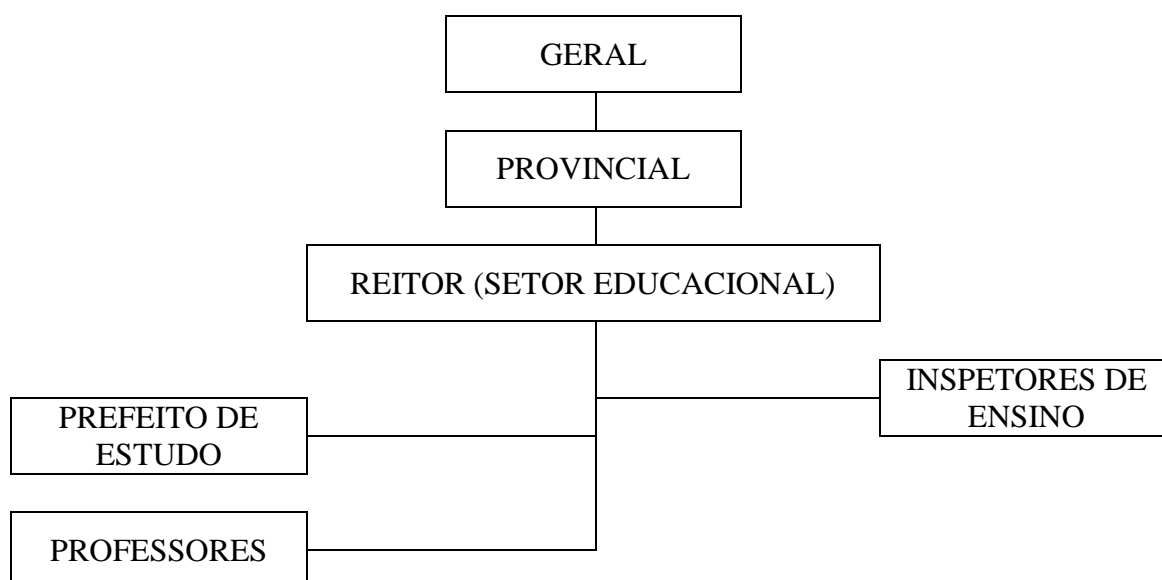 GERAL
PROVINCIAL
REITOR (SETOR EDUCACIONAL)
INSPETORES DE
ENSINO
PREFEITO DE
ESTUDO
PROFESSORES